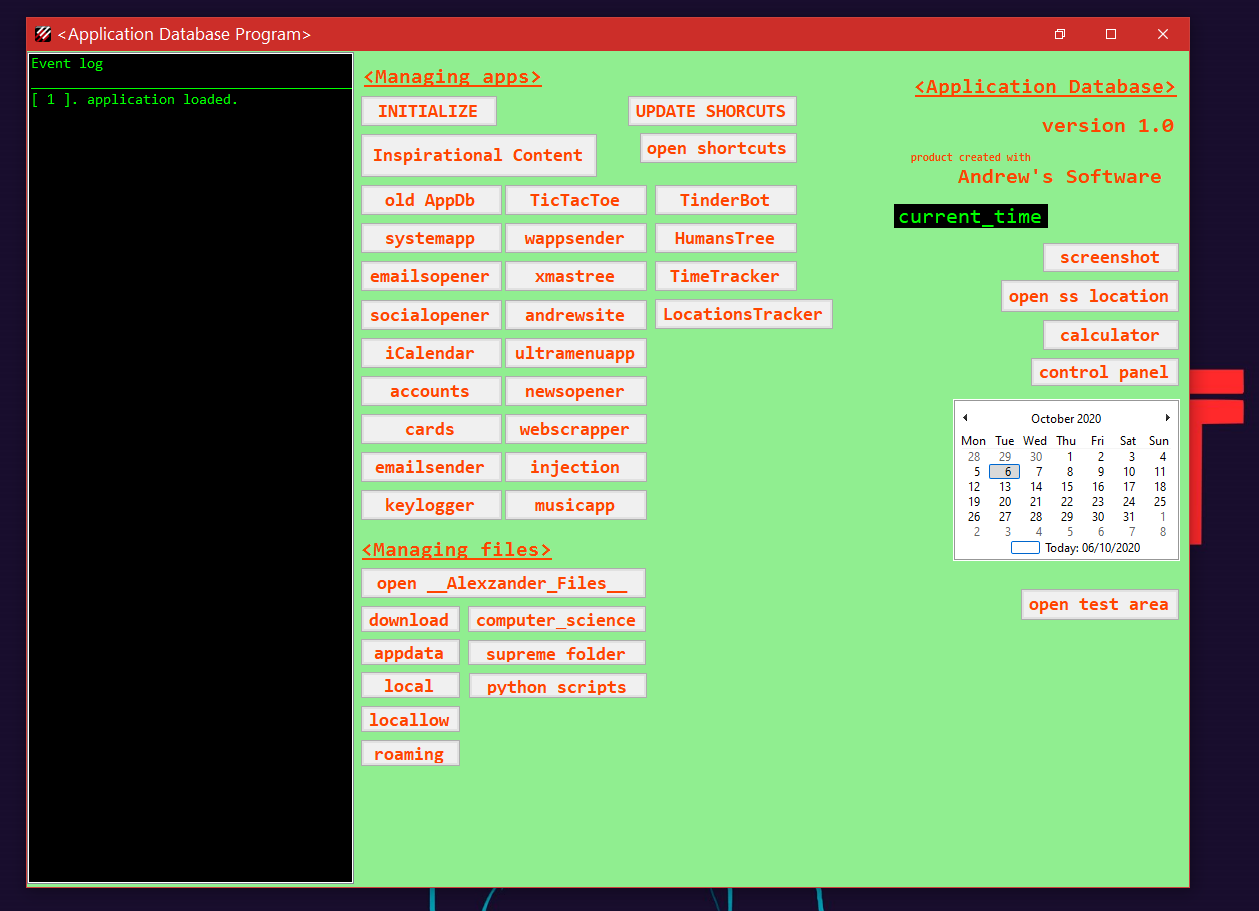 <Application Database Program>
Event log
[ 1 ]. application loaded.
<Managing apps>
INITIALIZE
UPDATE SHORCUTS
Inspirational Content
open shortcuts
old AppDb TicTacToe TinderBot
systemapp wappsender HumansTree
emailsopener xmastree TimeTracker
socialopener andrewsite LocationsTracker
iCalendar ultramenuapp
accounts newsopener
cards webscrapper
emailsender injection
keylogger musicapp
<Managing files>
open __Alexzander_Files__
download computer_science
appdata supreme folder
local python scripts
locallow
roaming
<Application Database>
version 1.0
product created with
Andrew's Software
current_time
screenshot
open ss location
calculator
control panel
October 2020
Mon Tue Wed Thu Fri Sat Sun
28 29 30 1 2 3 4
5 6 7 8 9 10 11
12 13 14 15 16 17 18
19 20 21 22 23 24 25
26 27 28 29 30 31 1
2 3 4 5 6 7 8
Today: 06/10/2020
open test area